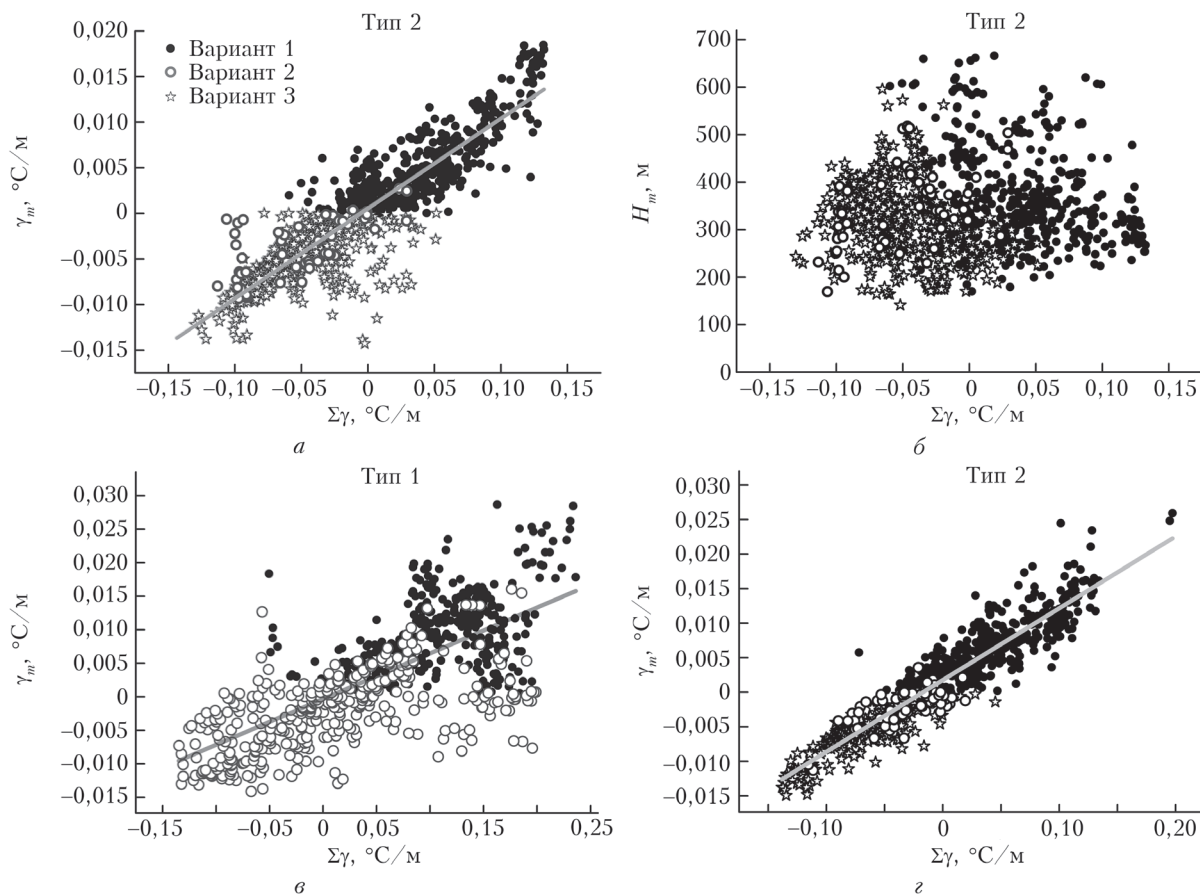 Тип 2
0,020
0,015
0,010
0,005
0
–0,005
–0,010
–0,015
γm, °C/м
Вариант 1
Вариант 2
Вариант 3
–0,15 –0,10 –0,05 0 0,05 0,10 0,15
Σγ, °C/м
а
Тип 2
700
600
500
400
300
200
100
0
Hm, м
–0,15 –0,10 –0,05 0 0,05 0,10 0,15
Σγ, °C/м
б
Тип 1
0,030
0,025
0,020
0,015
0,010
0,005
0
–0,005
–0,010
–0,015
γm, °C/м
–0,15 –0,05 0 0,05 0,15 0,25
Σγ, °C/м
в
Тип 2
0,030
0,025
0,020
0,015
0,010
0,005
0
–0,005
–0,010
–0,015
γm, °C/м
–0,10 0 0,10 0,20
Σγ, °C/м
г